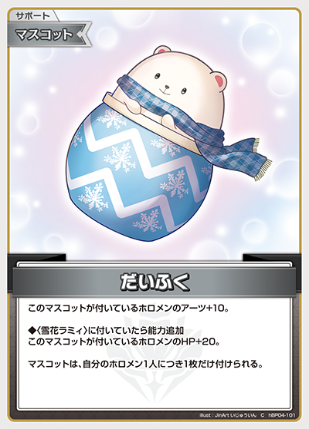 サポート
マスコット
だいふく
このマスコットが付いているホロメンのアーツ+10。
◆〈雪花ラミィ〉に付いていたら能力追加
このマスコットが付いているホロメンのHP+20。
マスコットは、自分のホロメン1人につき1枚だけ付けられる。
illust : JinArt いじゅういん C hBP04-101